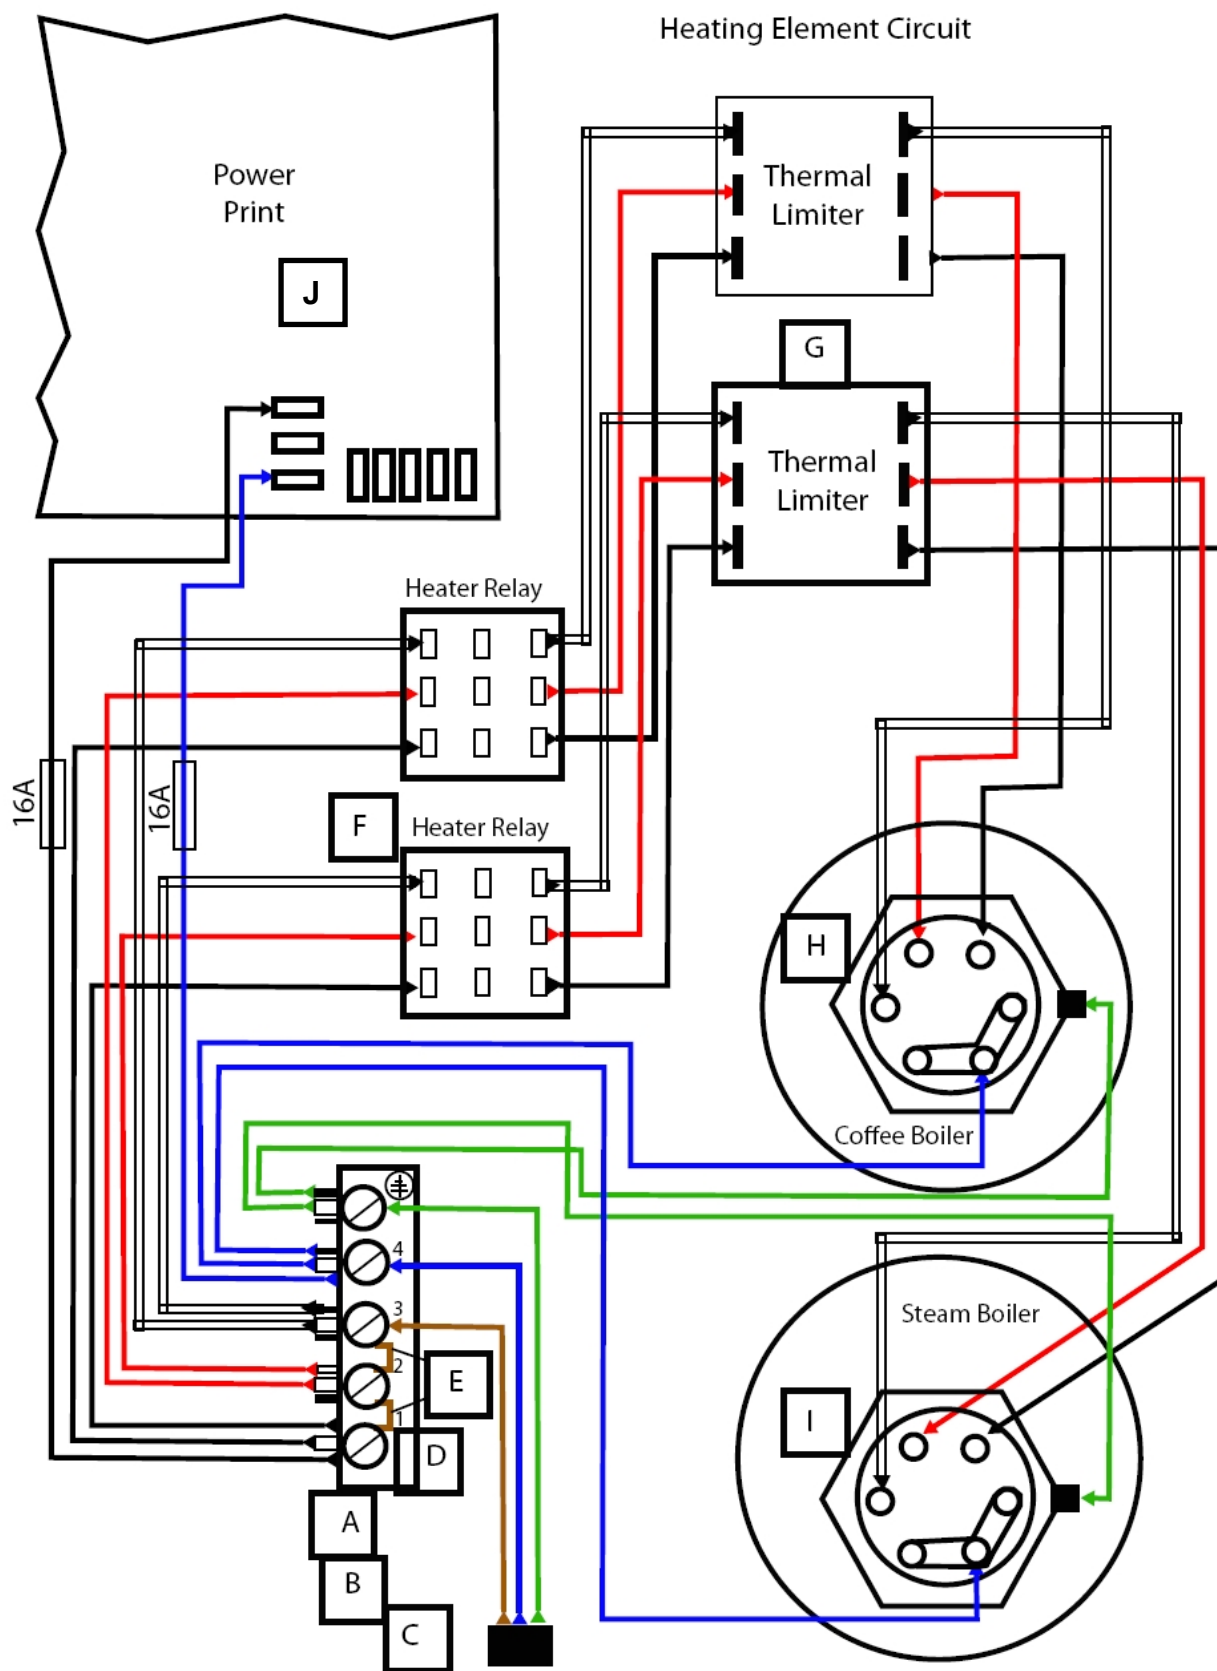 Heating Element Circuit
Power
Print
J
Thermal
Limiter
G
Thermal
Limiter
Heater Relay
16A
16A
F
Heater Relay
H
Coffee Boiler
4
3
2
1
E
D
Steam Boiler
I
A
B
C